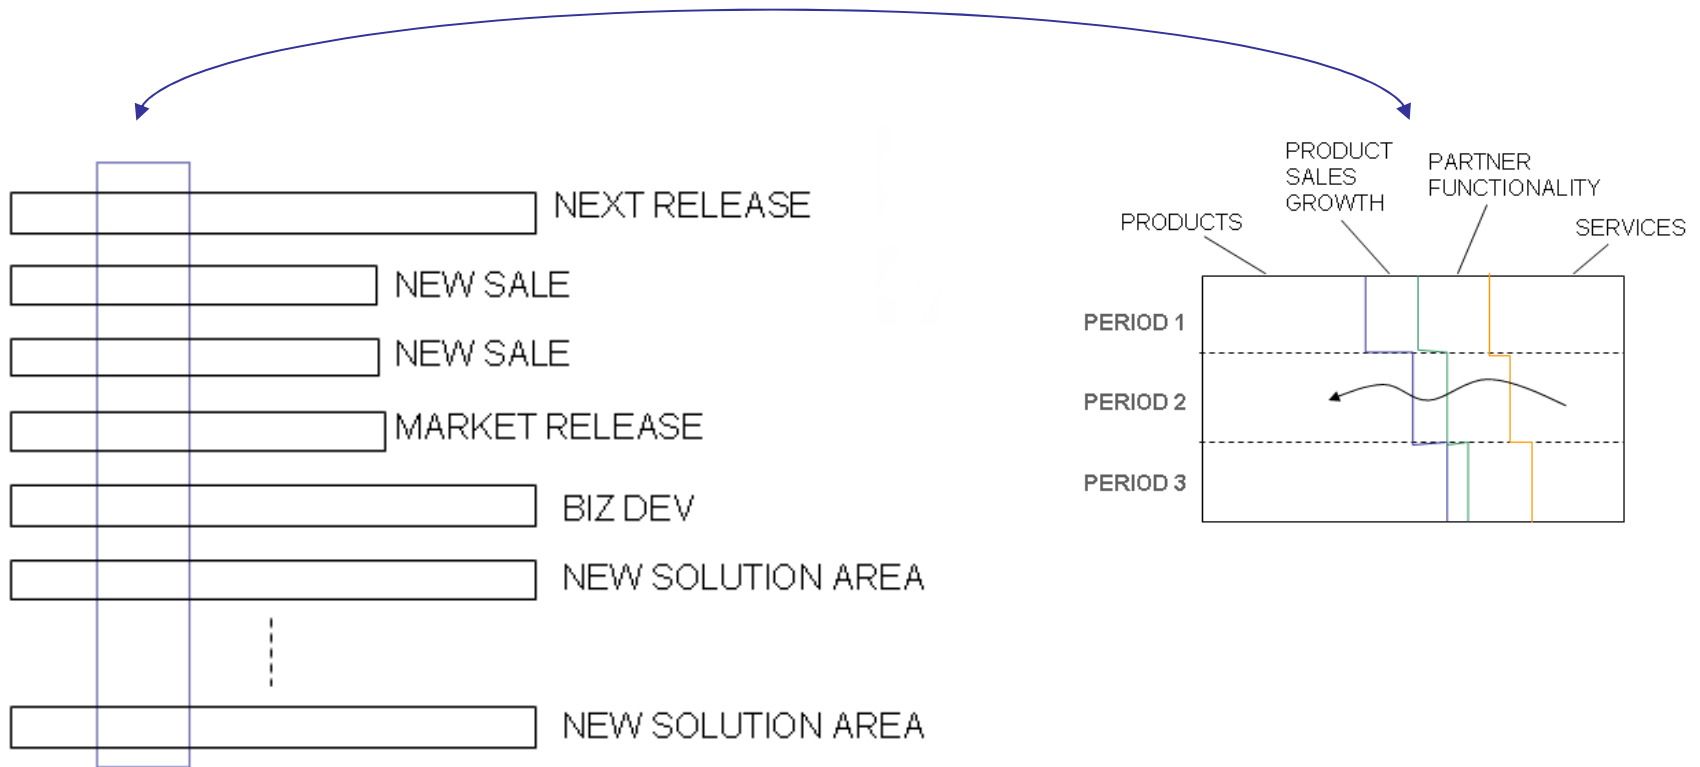 NEXT RELEASE
NEW SALE
NEW SALE
MARKET RELEASE
BIZ DEV
NEW SOLUTION AREA
NEW SOLUTION AREA
PRODUCTS
PRODUCT
SALES
GROWTH
PARTNER
FUNCTIONALITY
SERVICES
PERIOD 1
PERIOD 2
PERIOD 3